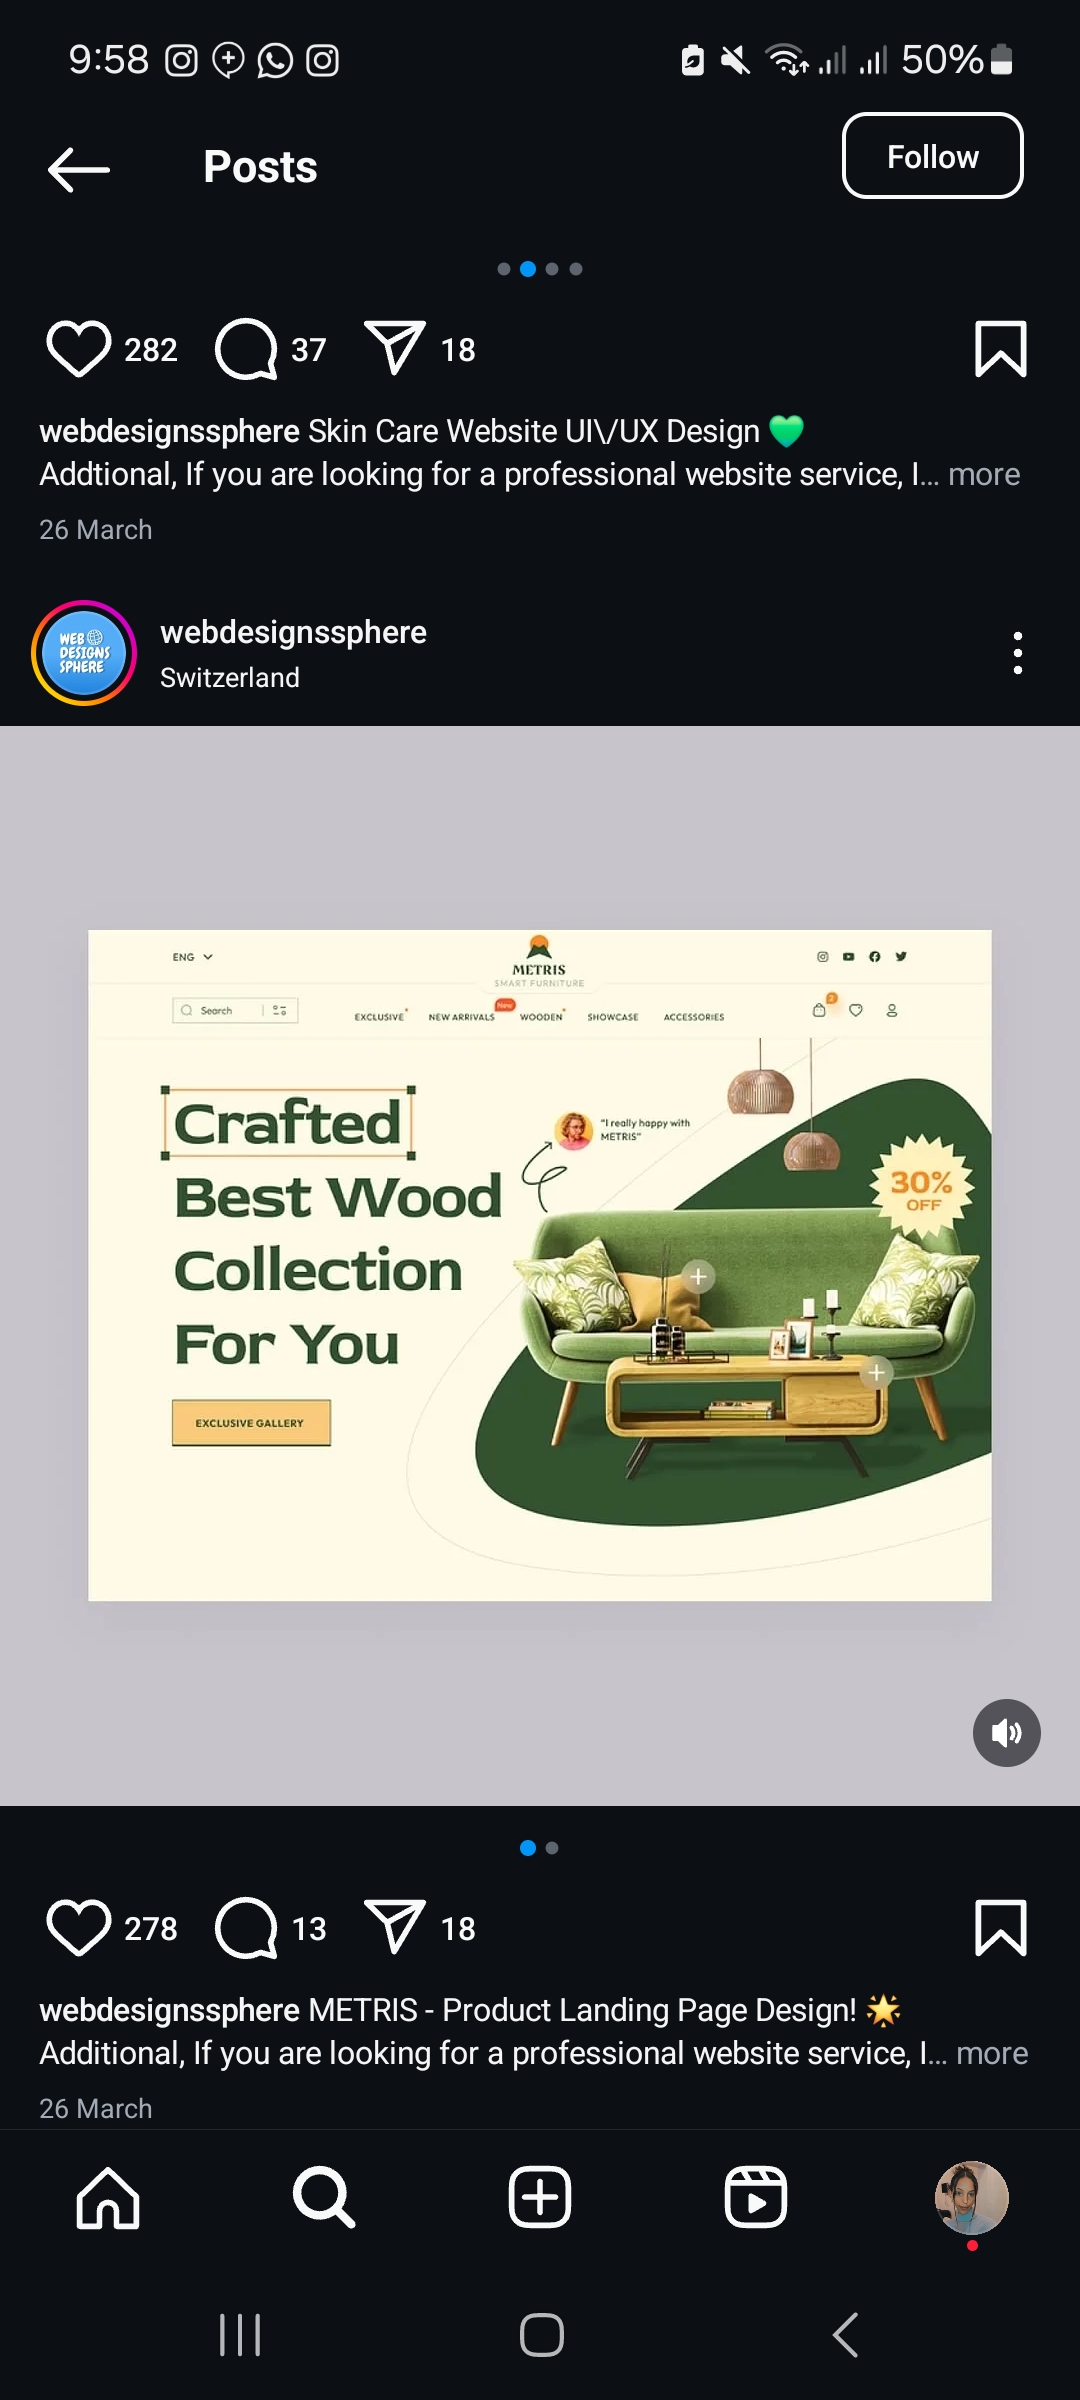 9:58
50%
Posts
Follow
282
37
18
webdesignssphere Skin Care Website UI\/UX Design
Addtional, If you are looking for a professional website service, I... more
26 March
WEB
DESIGNS
SPHERE
webdesignssphere
Switzerland
ENG
METRIS
SMART FURNITURE
Search
EXCLUSIVE
NEW ARRIVALS
New
WOODEN
SHOWCASE
ACCESSORIES
2
Crafted
Best Wood
Collection
For You
"I really happy with
METRIS"
30%
OFF
EXCLUSIVE GALLERY
278
13
18
webdesignssphere METRIS - Product Landing Page Design!
Additional, If you are looking for a professional website service, I... more
26 March